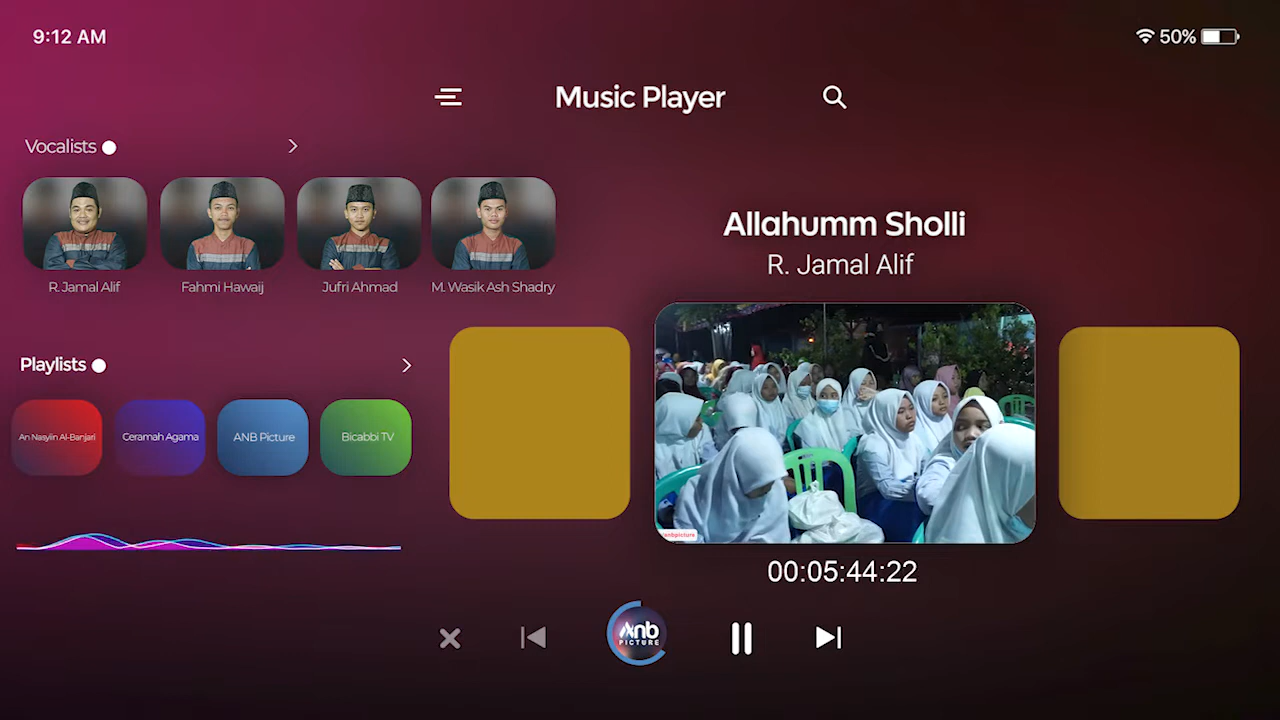 9:12 AM
50%
Music Player
Vocalists
R. Jamal Alif
Fahmi Hawaij
Jufri Ahmad
M. Wasik Ash Shadry
Allahumm Sholli
R. Jamal Alif
Playlists
An Nasyiin Al-Banjari
Ceramah Agama
ANB Picture
Bicabbi TV
anbpicture
00:05:44:22
Anb
PICTURE